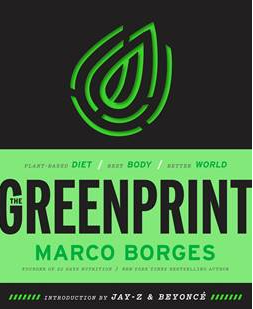 PLANT-BASED DIET / BEST BODY / BETTER WORLD
THE
GREENPRINT
MARCO BORGES
FOUNDER OF 22 DAYS NUTRITION / NEW YORK TIMES BESTSELLING AUTHOR
INTRODUCTION BY JAY-Z & BEYONCÉ